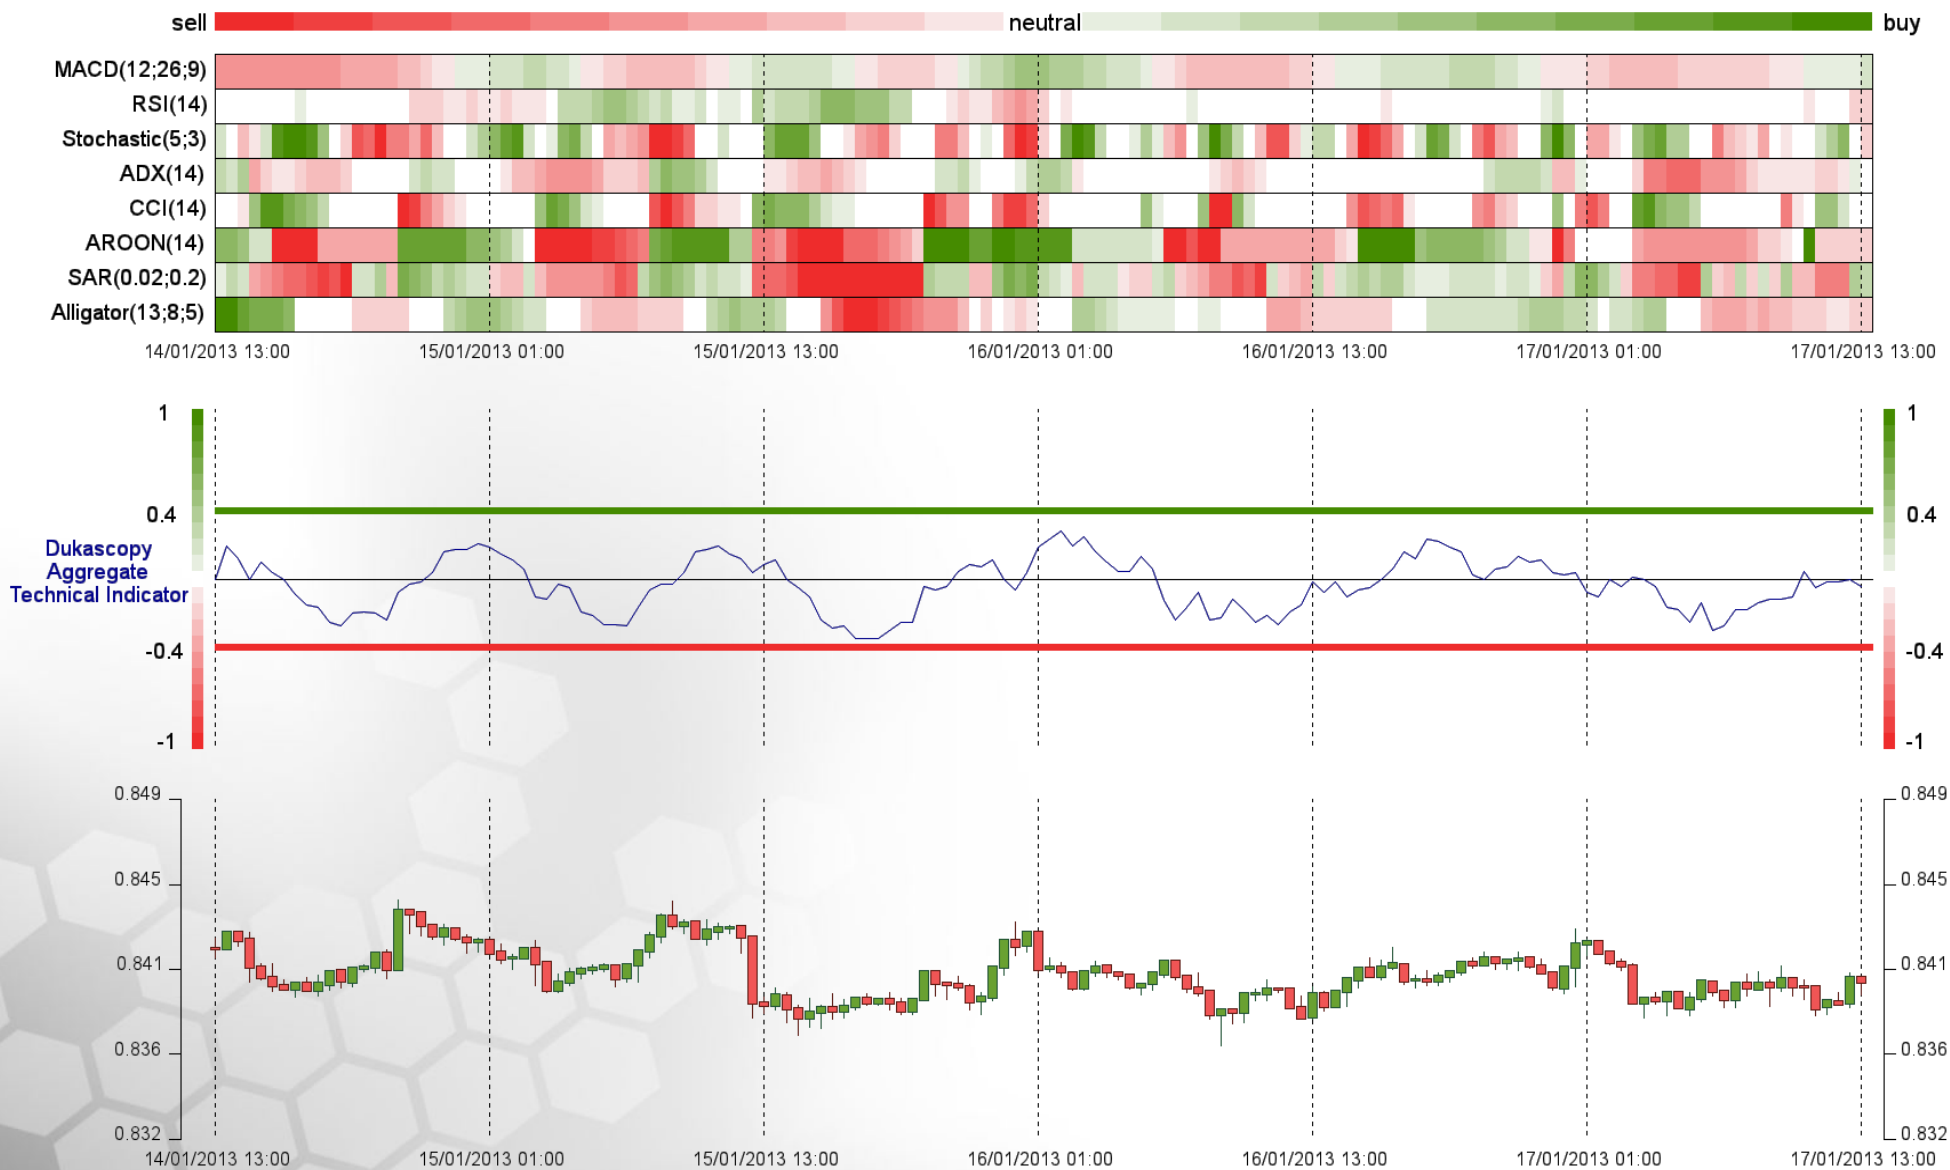 sell neutral buy
MACD(12;26;9)
RSI(14)
Stochastic(5;3)
ADX(14)
CCI(14)
AROON(14)
SAR(0.02;0.2)
Alligator(13;8;5)
14/01/2013 13:00 15/01/2013 01:00 15/01/2013 13:00 16/01/2013 01:00 16/01/2013 13:00 17/01/2013 01:00 17/01/2013 13:00
1 1
0.4 0.4
Dukascopy
Aggregate
Technical Indicator
-0.4 -0.4
-1 -1
0.849 0.849
0.845 0.845
0.841 0.841
0.836 0.836
0.832 0.832
14/01/2013 13:00 15/01/2013 01:00 15/01/2013 13:00 16/01/2013 01:00 16/01/2013 13:00 17/01/2013 01:00 17/01/2013 13:00